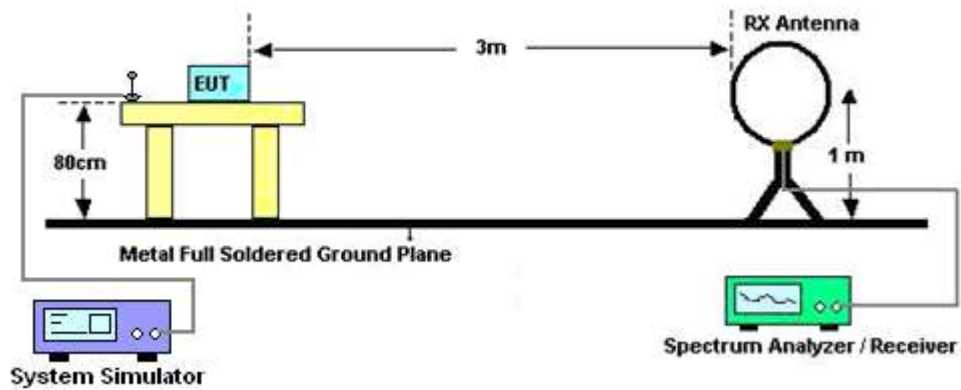 RX Antenna
3m
EUT
80cm
1 m
Metal Full Soldered Ground Plane
Spectrum Analyzer / Receiver
System Simulator